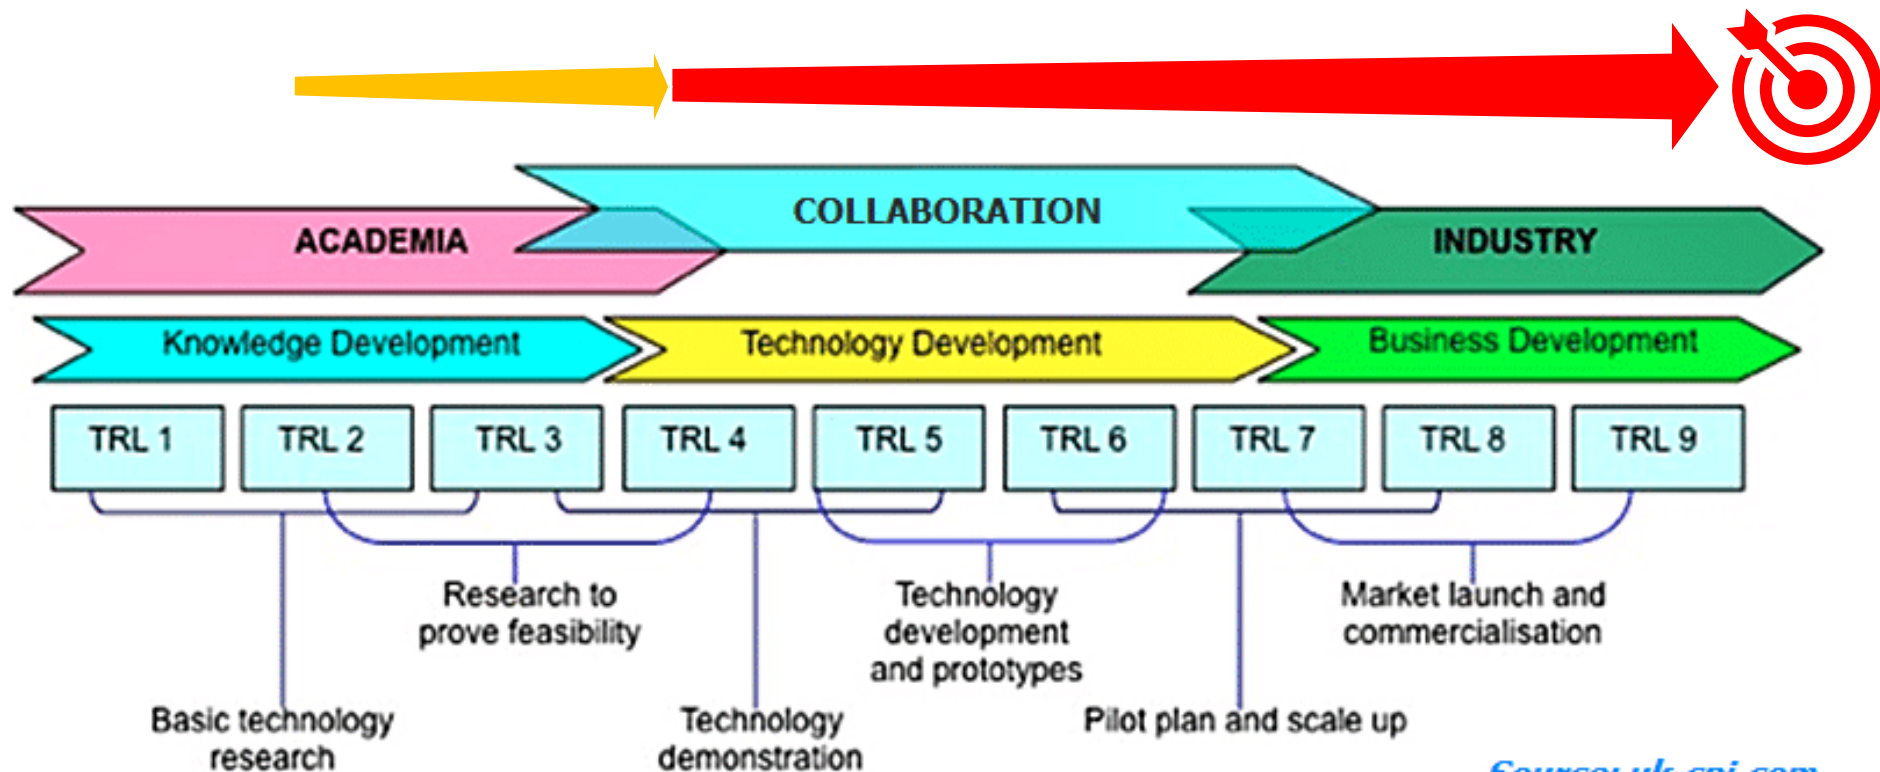 COLLABORATION
ACADEMIA
INDUSTRY
Knowledge Development
Technology Development
Business Development
TRL 1
TRL 2
TRL 3
TRL 4
TRL 5
TRL 6
TRL 7
TRL 8
TRL 9
Research to
prove feasibility
Technology
development
and prototypes
Market launch and
commercialisation
Basic technology
research
Technology
demonstration
Pilot plan and scale up